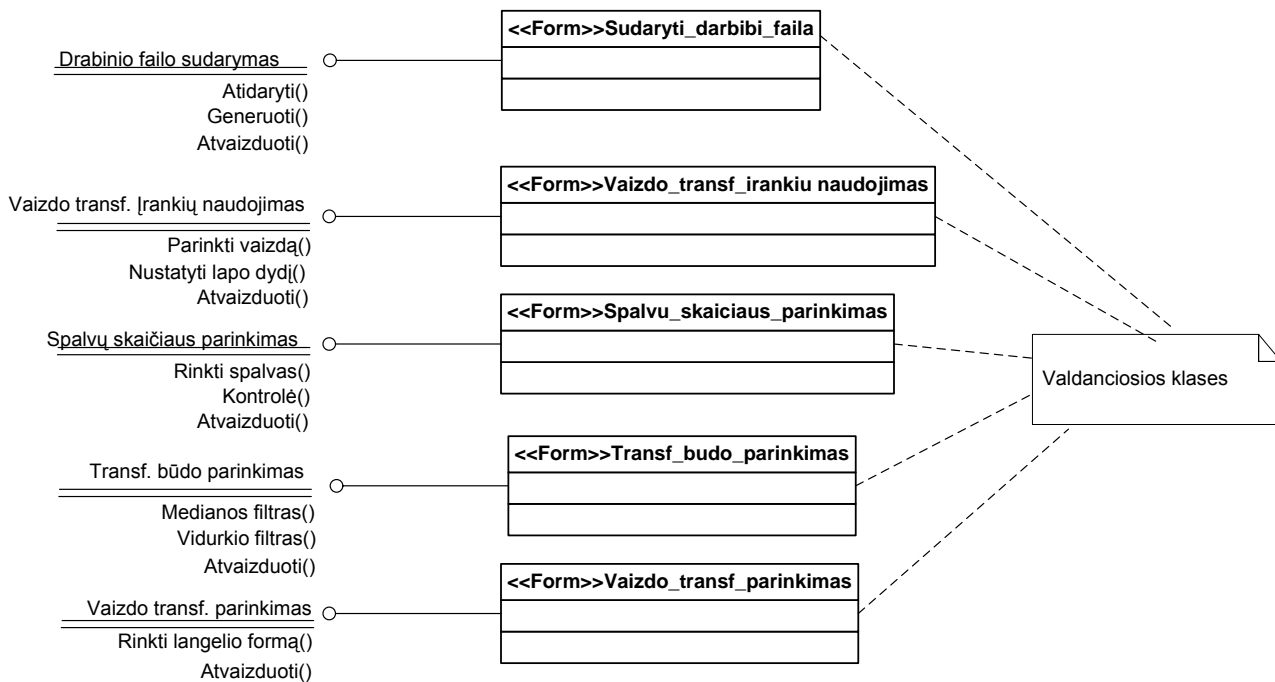 <<Form>>Sudaryti_darbibi_faila
Drabinio failo sudarymas
Atidaryti()
Generuoti()
Atvaizduoti()
<<Form>>Vaizdo_transf_irankiu naudojimas
Vaizdo transf. Įrankių naudojimas
Parinkti vaizdą()
Nustatyti lapo dydį()
Atvaizduoti()
<<Form>>Spalvu_skaiciaus_parinkimas
Spalvų skaičiaus parinkimas
Rinkti spalvas()
Kontrolė()
Atvaizduoti()
Valdanciosios klases
<<Form>>Transf_budo_parinkimas
Transf. būdo parinkimas
Medianos filtras()
Vidurkio filtras()
Atvaizduoti()
<<Form>>Vaizdo_transf_parinkimas
Vaizdo transf. parinkimas
Rinkti langelio formą()
Atvaizduoti()